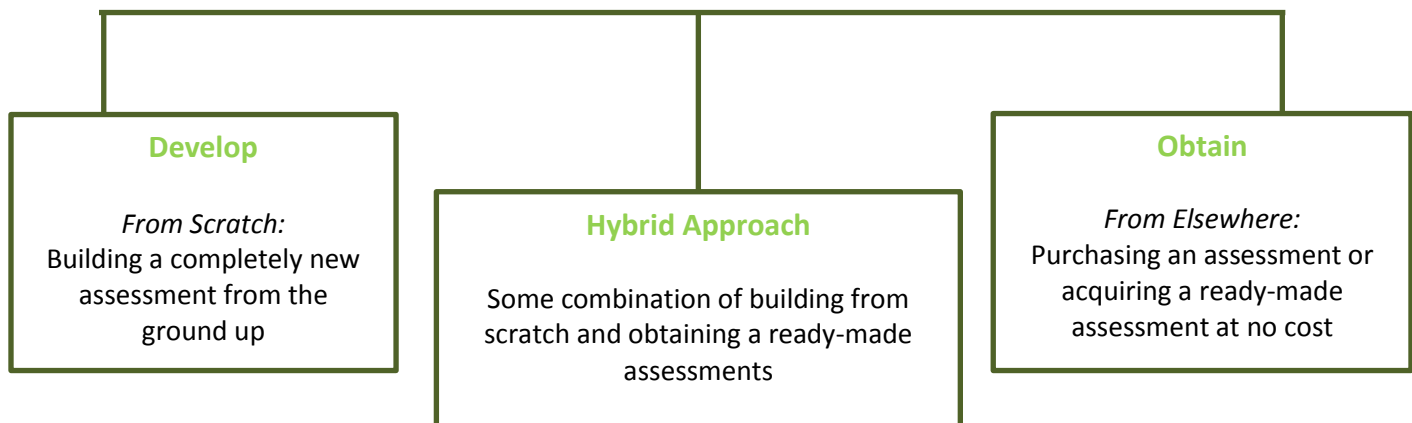 Develop
From Scratch:
Building a completely new
assessment from the
ground up
Hybrid Approach
Some combination of building from
scratch and obtaining a ready-made
assessments
Obtain
From Elsewhere:
Purchasing an assessment or
acquiring a ready-made
assessment at no cost